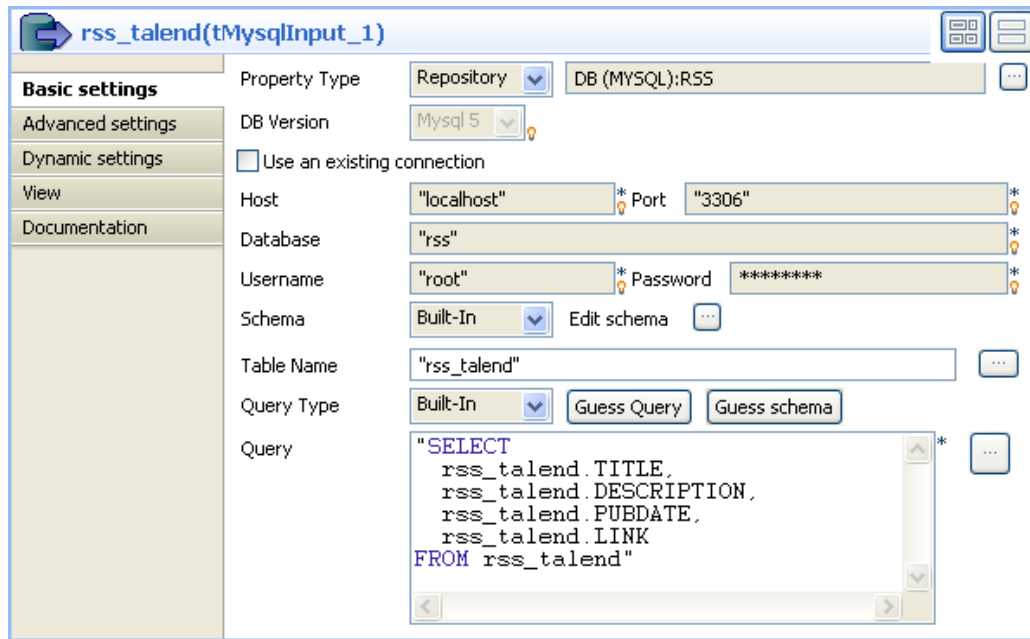 rss_talend(tMysqlInput_1)
Basic settings
Advanced settings
Dynamic settings
View
Documentation
Property Type Repository DB (MYSQL):RSS ...
DB Version Mysql 5
Use an existing connection
Host "localhost" * Port "3306" *
Database "rss" *
Username "root" * Password ******** *
Schema Built-In Edit schema ...
Table Name "rss_talend" ...
Query Type Built-In Guess Query Guess schema
Query "SELECT * ...
rss_talend.TITLE,
rss_talend.DESCRIPTION,
rss_talend.PUBDATE,
rss_talend.LINK
FROM rss_talend"